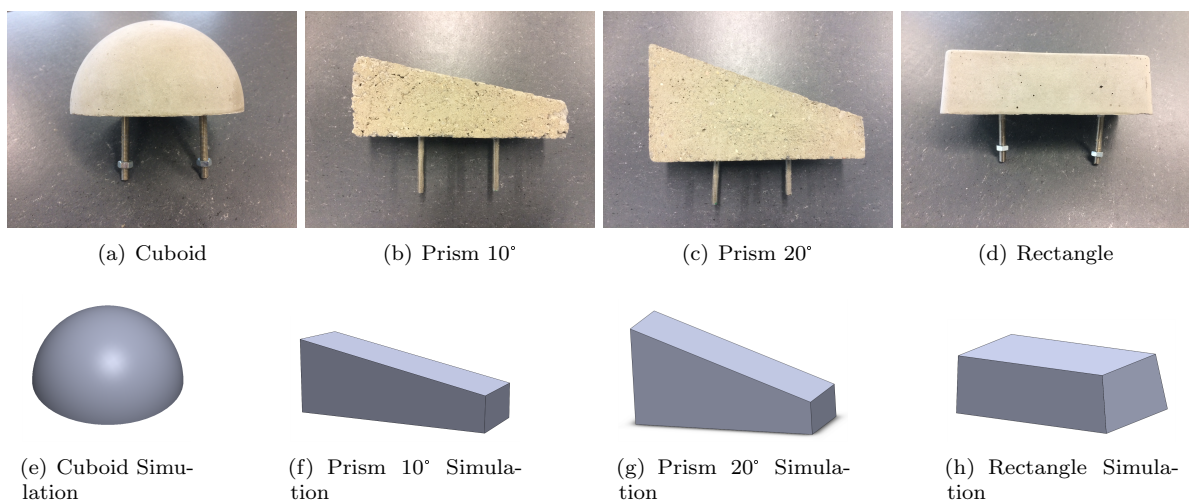 (a) Cuboid
(b) Prism 10°
(c) Prism 20°
(d) Rectangle
(e) Cuboid Simu-
lation
(f) Prism 10° Simula-
tion
(g) Prism 20° Simula-
tion
(h) Rectangle Simula-
tion